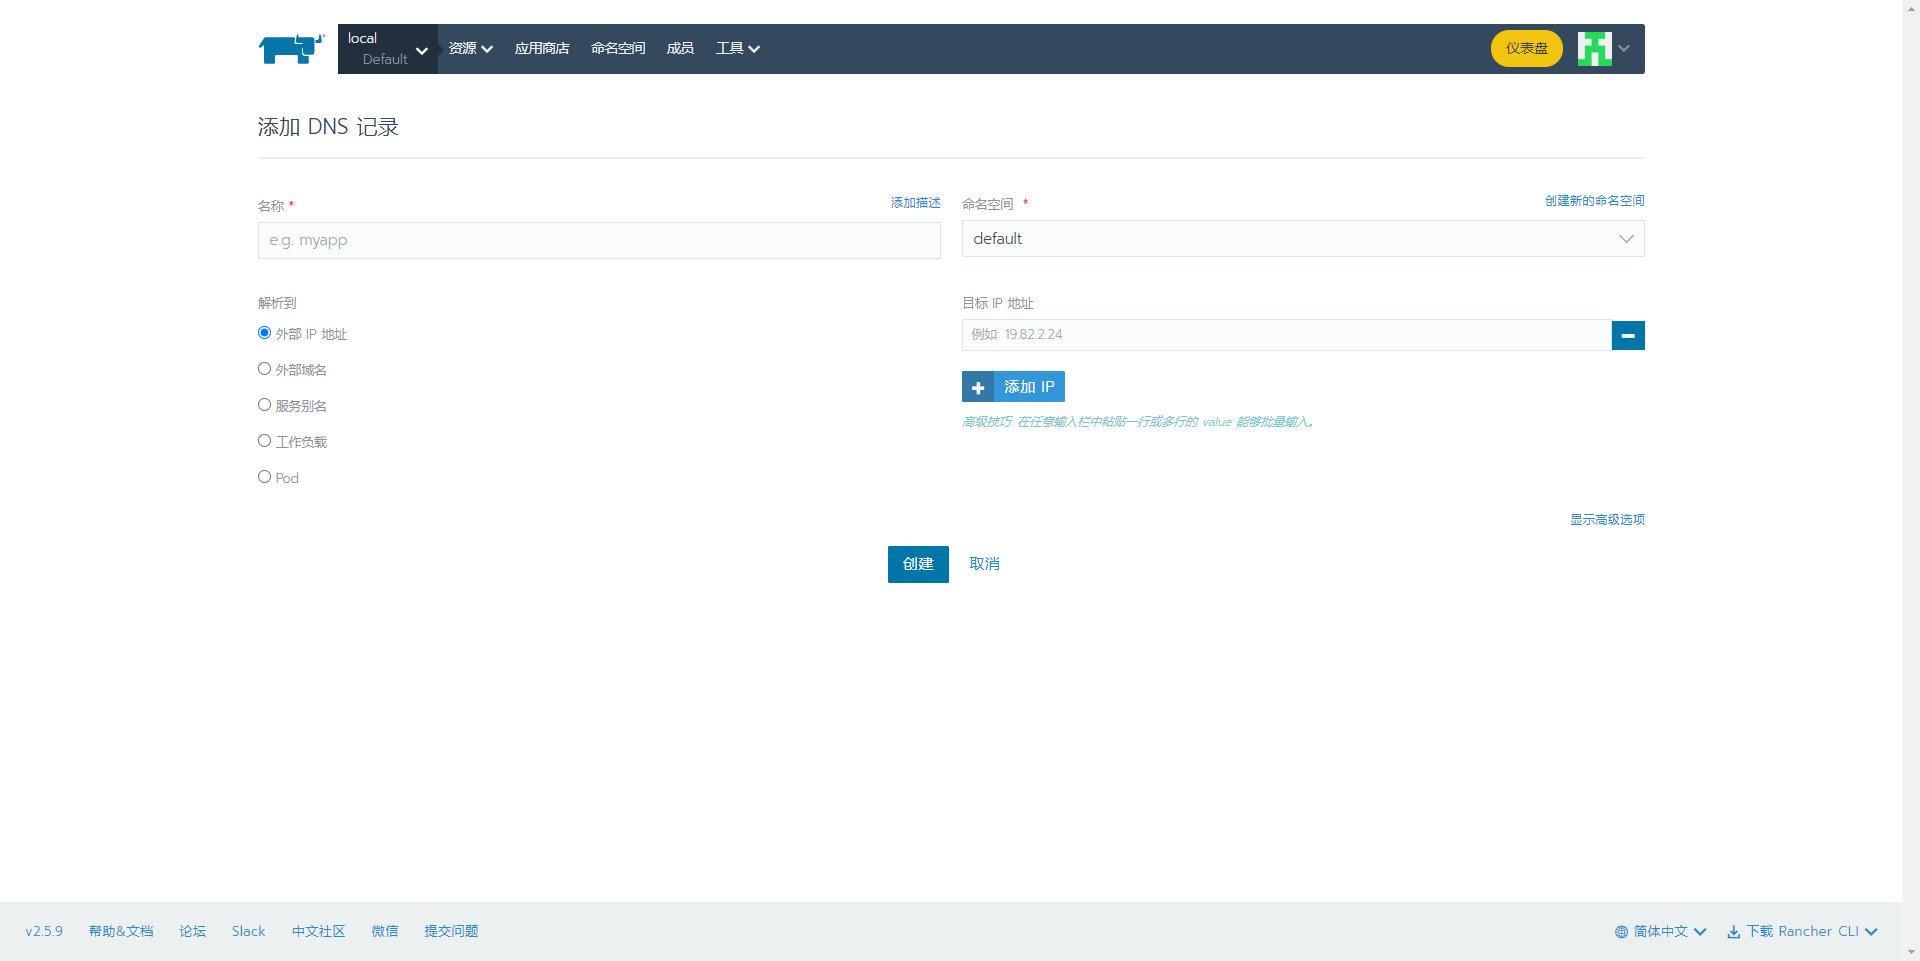 local
Default
资源
应用商店
命名空间
成员
工具
仪表盘
添加 DNS 记录
名称 *
添加描述
e.g. myapp
命名空间 *
创建新的命名空间
default
解析到
外部 IP 地址
外部域名
服务别名
工作负载
Pod
目标 IP 地址
例如: 19.82.2.24
添加 IP
高级技巧: 在任意输入栏中粘贴一行或多行的 value 能够批量输入。
显示高级选项
创建
取消
v2.5.9
帮助&文档
论坛
Slack
中文社区
微信
提交问题
简体中文
下载 Rancher CLI